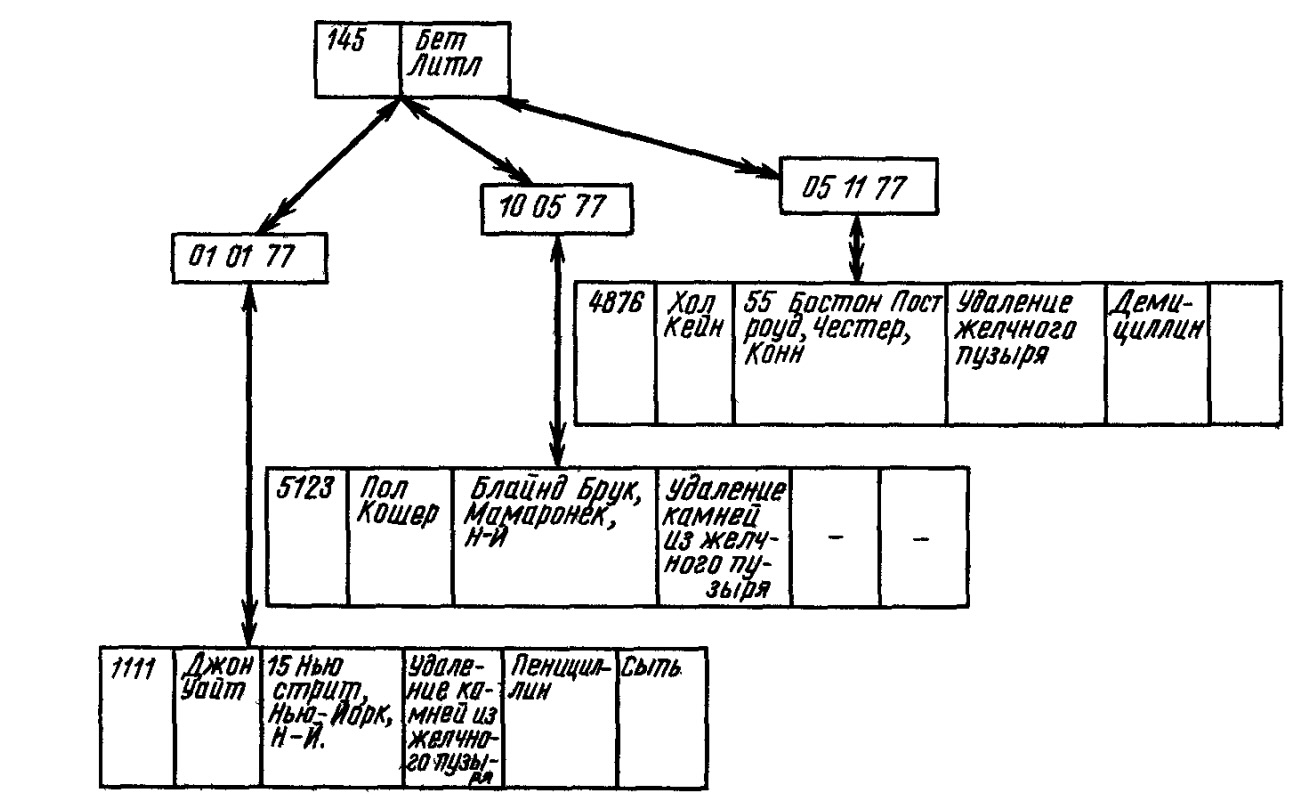 145
Бет
Литл
05 11 77
10 05 77
01 01 77
4876
Хол
Кейн
55 Бостон Пост
роуд, Честер,
Конн
Удаление
желчного
пузыря
Деми-
циллин
5123
Пол
Кошер
Блайнд Брук,
Мамаронек,
Н-Й
Удаление
камней
из желч-
ного пу-
зыря
–
–
1111
Джон
Уайт
15 Нью
стрит,
Нью-Йорк,
Н-Й.
Удале-
ние ка-
мней из
желчно-
го пузы-
ря
Пеницил-
лин
Сыпь